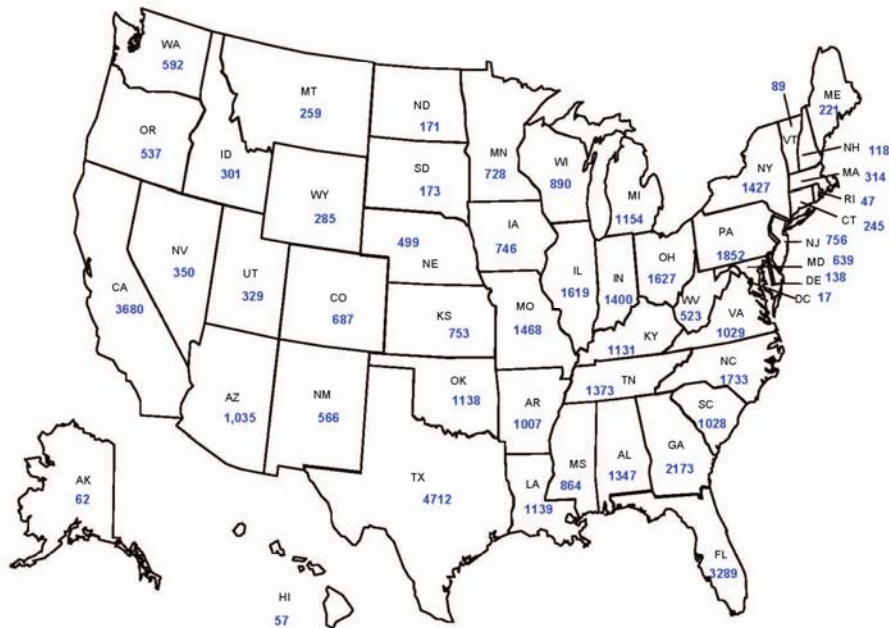 WA
592
MT
259
ND
171
OR
537
ID
301
SD
173
MN
728
WI
890
MI
1154
89
VT
ME
221
NH 118
MA 314
RI 47
CT 245
NY
1427
WY
285
499
NE
IA
746
NV
350
UT
329
CO
687
KS
753
MO
1468
IL
1619
IN
1400
OH
1627
PA
1852
NJ 756
MD 639
DE 138
DC 17
WV
523
VA
1029
CA
3680
KY
1131
NC
1733
TN
1373
AZ
1,035
NM
566
OK
1138
AR
1007
SC
1028
MS
864
AL
1347
GA
2173
TX
4712
LA
1139
FL
3289
AK
62
HI
57